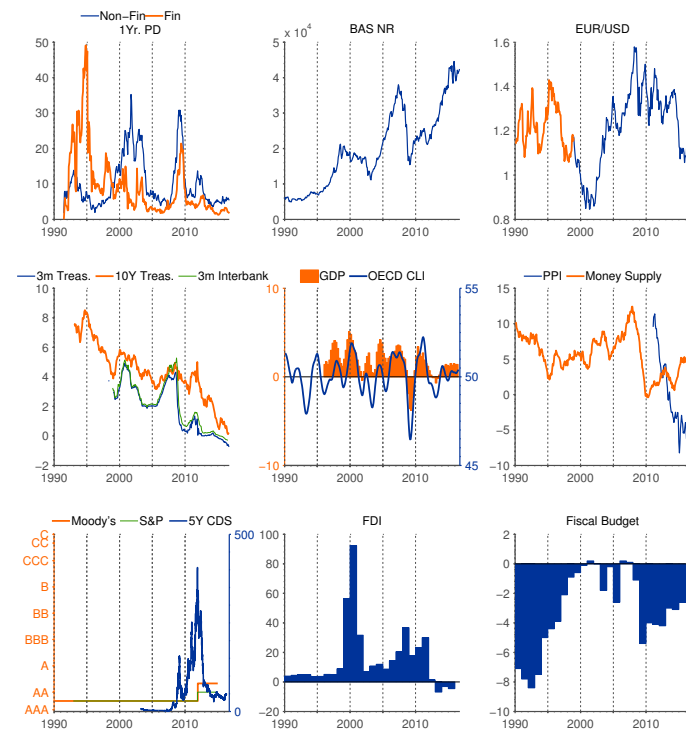 Non−Fin Fin
1Yr. PD
50
40
30
20
10
0
1990 2000 2010
BAS NR
x 10^4
5
4
3
2
1
0
1990 2000 2010
EUR/USD
1.6
1.4
1.2
1
0.8
1990 2000 2010
3m Treas. 10Y Treas. 3m Interbank
10
8
6
4
2
0
−2
1990 2000 2010
GDP OECD CLI
10
0
−10
55
50
45
1990 2000 2010
PPI Money Supply
15
10
5
0
−5
−10
1990 2000 2010
Moody's S&P 5Y CDS
C
CC
CCC
B
BB
BBB
A
AA
AAA
500
0
1990 2000 2010
FDI
100
80
60
40
20
0
−20
1990 2000 2010
Fiscal Budget
2
0
−2
−4
−6
−8
−10
1990 2000 2010